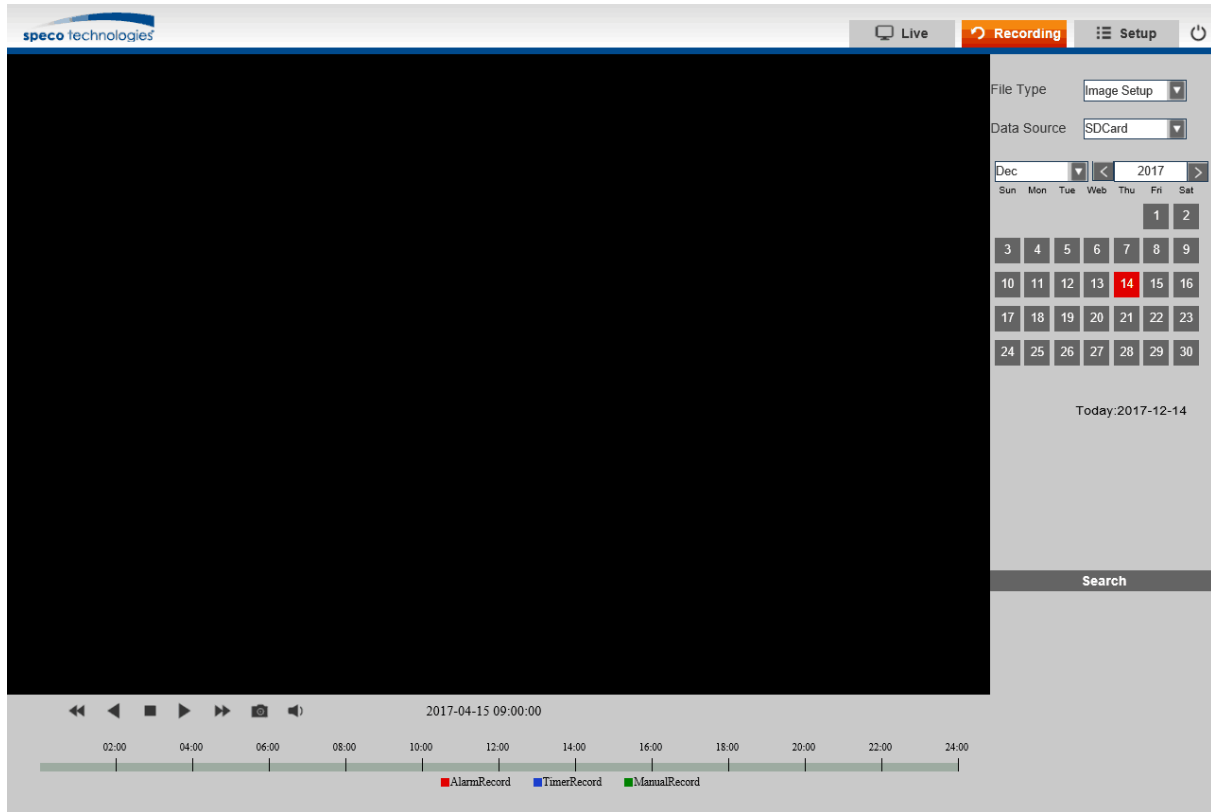 speco technologies
Live
Recording
Setup
File Type Image Setup
Data Source SDCard
Dec < 2017 >
Sun Mon Tue Web Thu Fri Sat
1 2
3 4 5 6 7 8 9
10 11 12 13 14 15 16
17 18 19 20 21 22 23
24 25 26 27 28 29 30
Today:2017-12-14
Search
2017-04-15 09:00:00
02:00 04:00 06:00 08:00 10:00 12:00 14:00 16:00 18:00 20:00 22:00 24:00
AlarmRecord TimerRecord ManualRecord